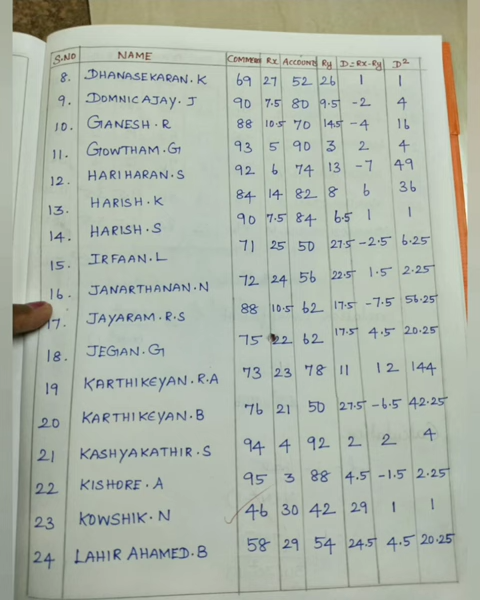 S.NO NAME COMMERCE Rx ACCOUNTS Ry D=Rx-Ry D²
8. DHANASEKARAN.K 69 27 52 26 1 1
9. DOMNICAJAY.J 90 7.5 80 9.5 -2 4
10. GANESH.R 88 10.5 70 14.5 -4 16
11. GOWTHAM.G 93 5 90 3 2 4
12. HARIHARAN.S 92 6 74 13 -7 49
13. HARISH.K 84 14 82 8 6 36
14. HARISH.S 90 7.5 84 6.5 1 1
15. IRFAAN.L 71 25 50 27.5 -2.5 6.25
16. JANARTHANAN.N 72 24 56 22.5 1.5 2.25
17. JAYARAM.R.S 88 10.5 62 17.5 -7.5 56.25
18. JEGAN.G 75 22 62 17.5 4.5 20.25
19 KARTHIKEYAN.R.A 73 23 78 11 12 144
20 KARTHIKEYAN.B 76 21 50 27.5 -6.5 42.25
21 KASHYAKATHIR.S 94 4 92 2 2 4
22 KISHORE.A 95 3 88 4.5 -1.5 2.25
23 KOWSHIK.N 46 30 42 29 1 1
24 LAHIR AHAMED.B 58 29 54 24.5 4.5 20.25